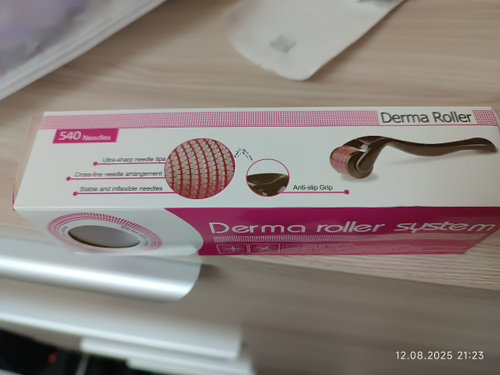 Derma Roller
540 Needles
Ultra-sharp needle tips
Cross-line needle arrangement
Stable and inflexible needles
Anti-slip Grip
Derma roller system
12.08.2025 21:23